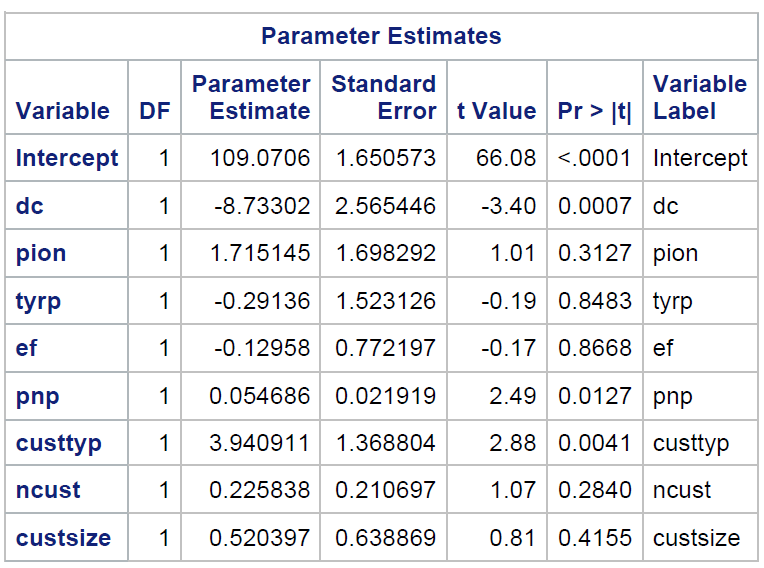 Parameter Estimates
Variable DF Parameter Estimate Standard Error t Value Pr > |t| Variable Label
Intercept 1 109.0706 1.650573 66.08 <.0001 Intercept
dc 1 -8.73302 2.565446 -3.40 0.0007 dc
pion 1 1.715145 1.698292 1.01 0.3127 pion
tyrp 1 -0.29136 1.523126 -0.19 0.8483 tyrp
ef 1 -0.12958 0.772197 -0.17 0.8668 ef
pnp 1 0.054686 0.021919 2.49 0.0127 pnp
custtyp 1 3.940911 1.368804 2.88 0.0041 custtyp
ncust 1 0.225838 0.210697 1.07 0.2840 ncust
custsize 1 0.520397 0.638869 0.81 0.4155 custsize